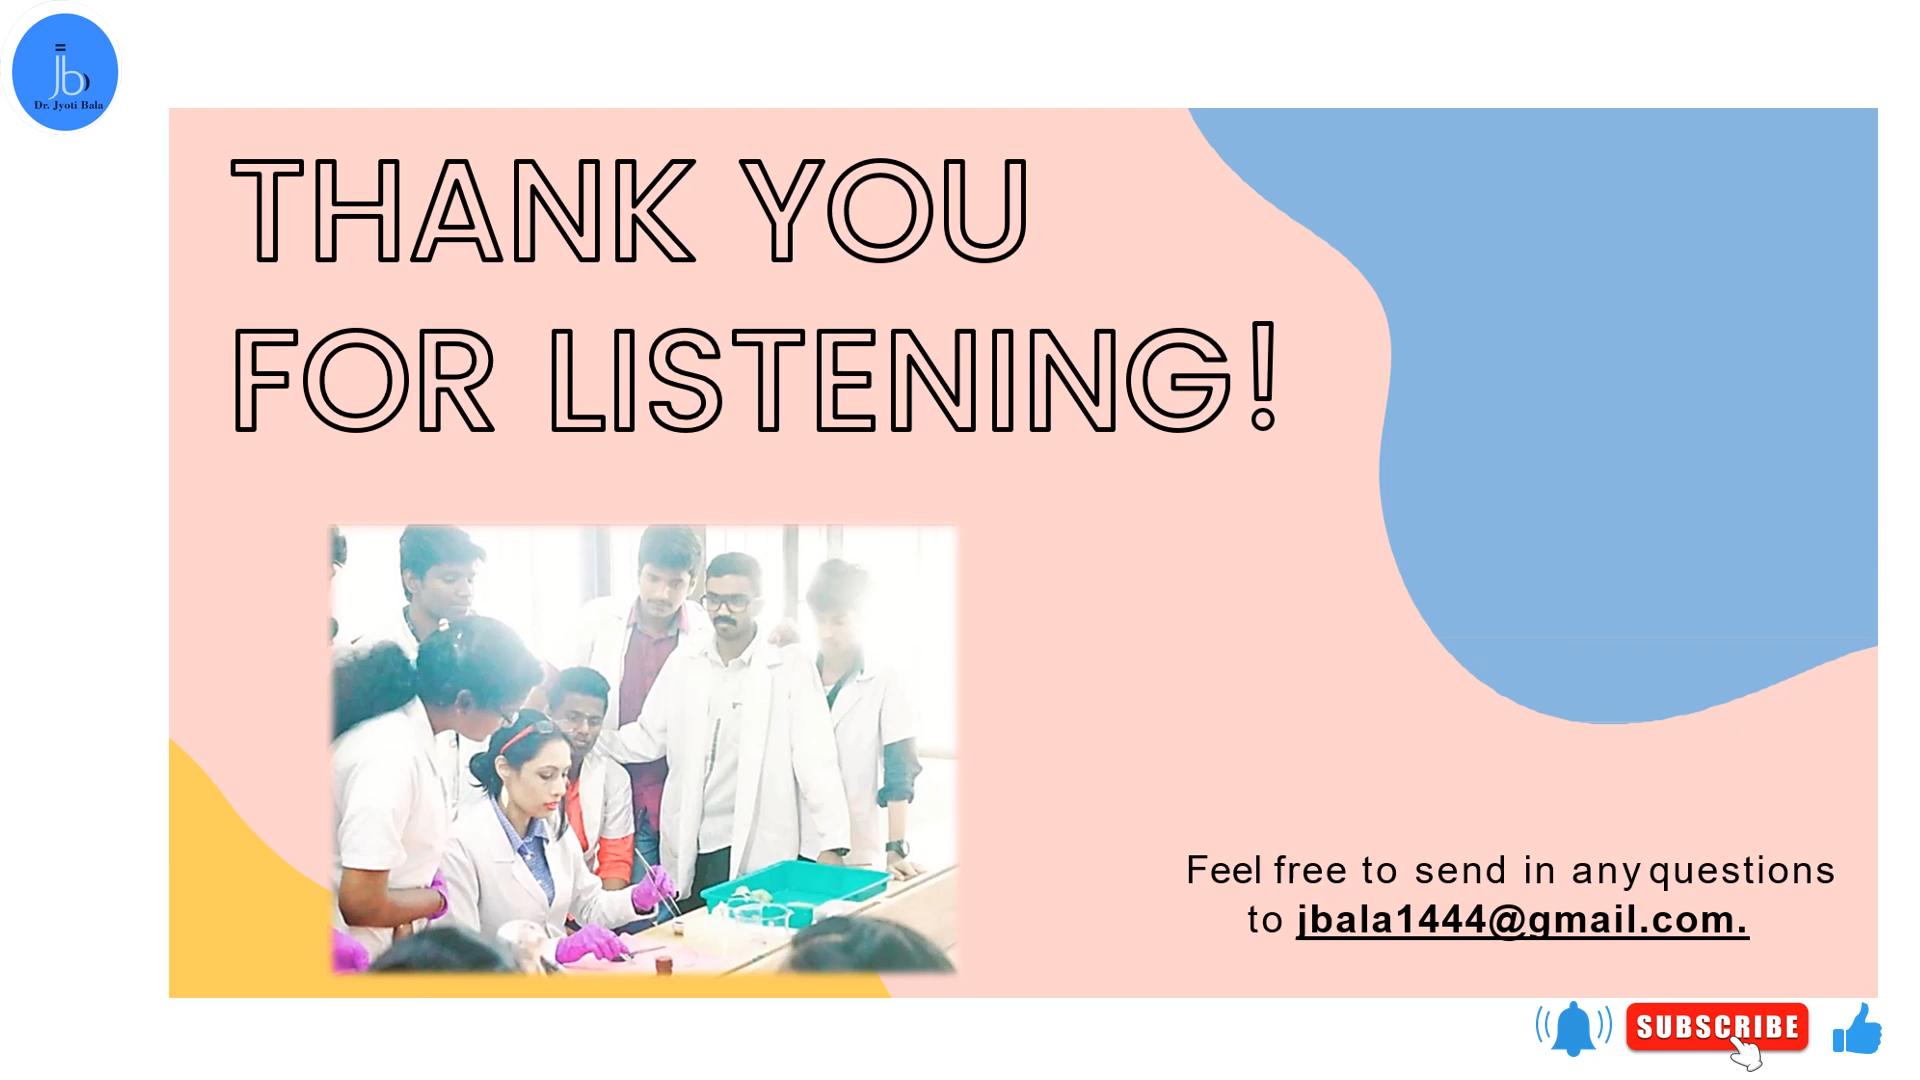 jb
Dr. Jyoti Bala
THANK YOU
FOR LISTENING!
Feel free to send in any questions
to jbala1444@gmail.com.
SUBSCRIBE